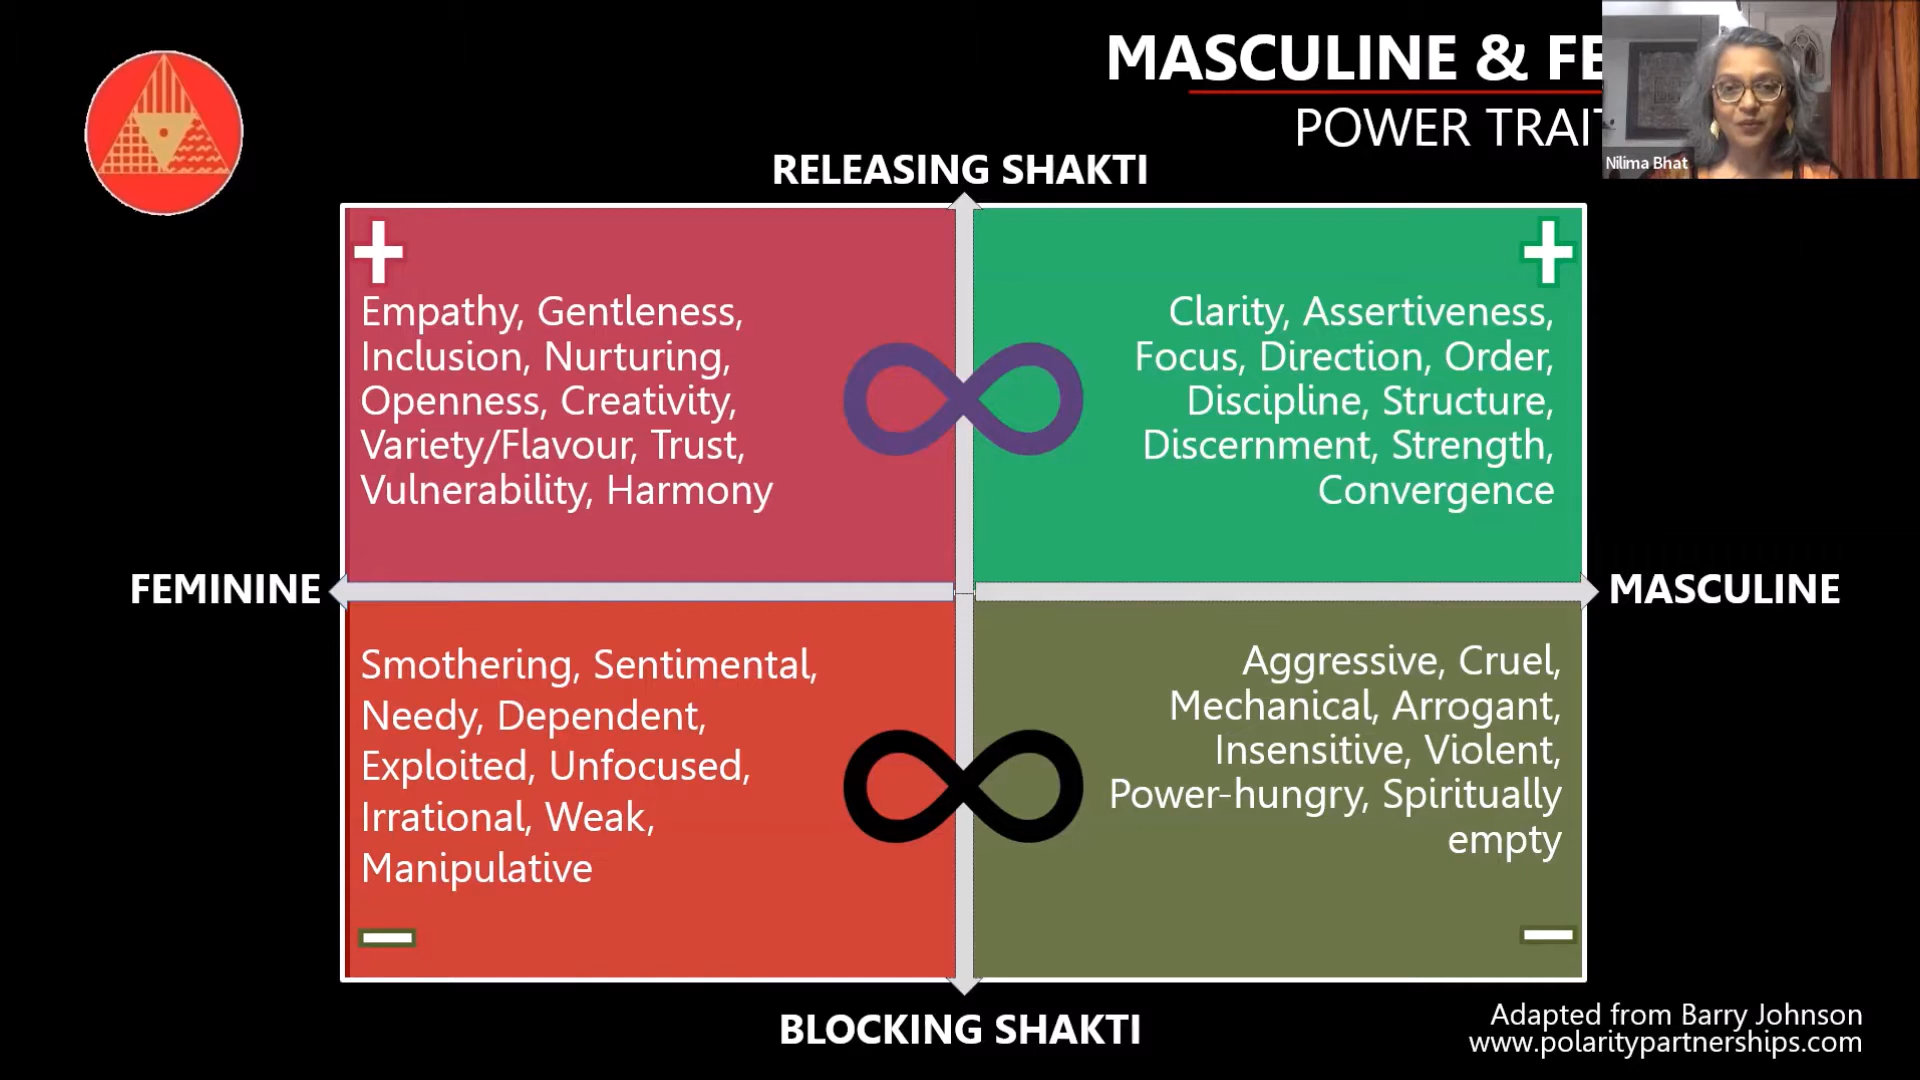 MASCULINE & FE
POWER TRAI
Nilima Bhat
RELEASING SHAKTI
Empathy, Gentleness,
Inclusion, Nurturing,
Openness, Creativity,
Variety/Flavour, Trust,
Vulnerability, Harmony
Clarity, Assertiveness,
Focus, Direction, Order,
Discipline, Structure,
Discernment, Strength,
Convergence
FEMININE
MASCULINE
Smothering, Sentimental,
Needy, Dependent,
Exploited, Unfocused,
Irrational, Weak,
Manipulative
Aggressive, Cruel,
Mechanical, Arrogant,
Insensitive, Violent,
Power-hungry, Spiritually
empty
BLOCKING SHAKTI
Adapted from Barry Johnson
www.polaritypartnerships.com